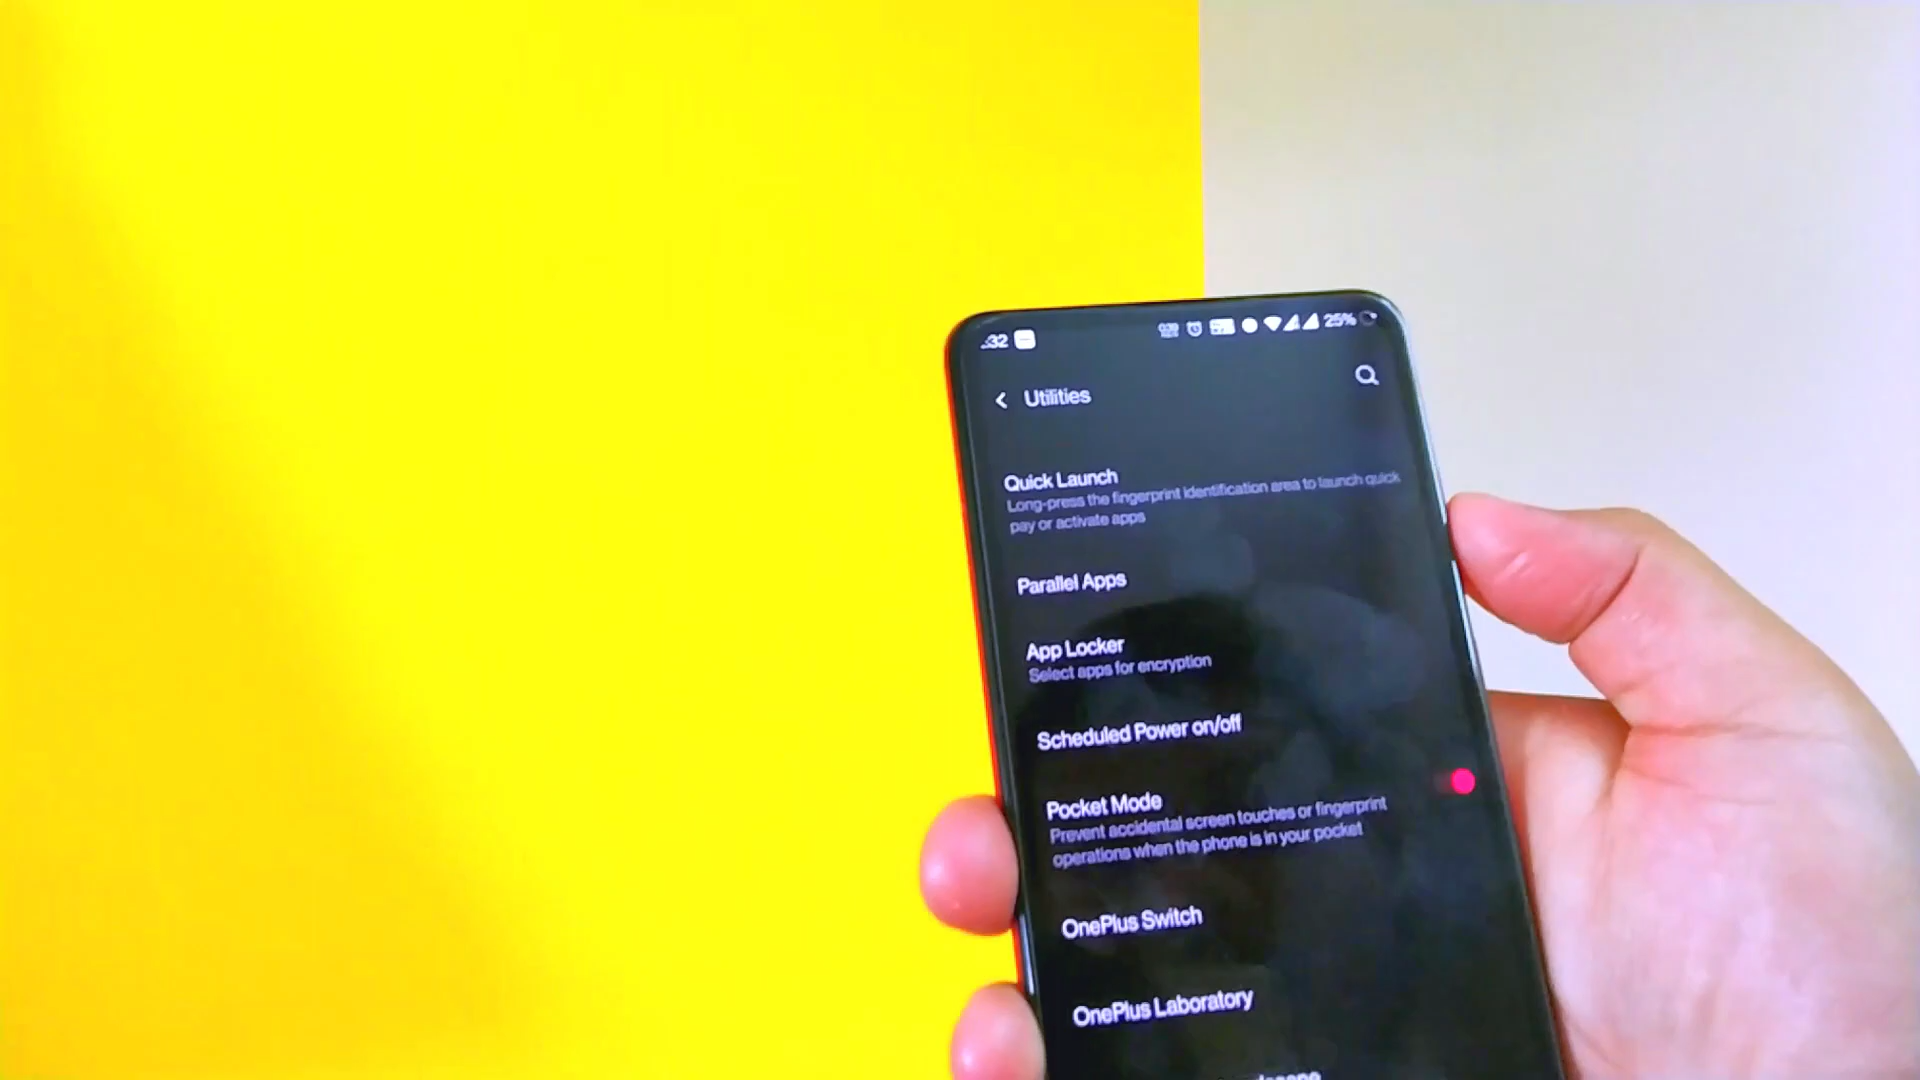 :32 25%
Utilities
Quick Launch
Long-press the fingerprint identification area to launch quick
pay or activate apps
Parallel Apps
App Locker
Select apps for encryption
Scheduled Power on/off
Pocket Mode
Prevent accidental screen touches or fingerprint
operations when the phone is in your pocket
OnePlus Switch
OnePlus Laboratory